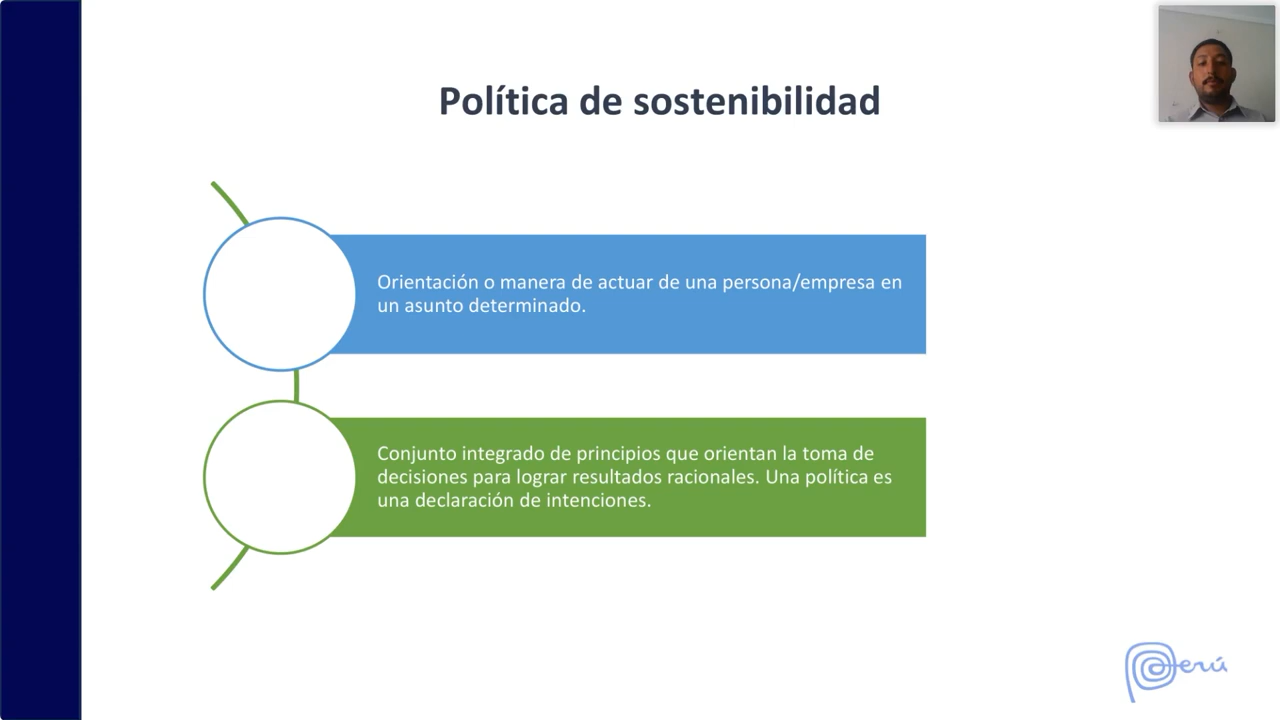 Política de sostenibilidad
Orientación o manera de actuar de una persona/empresa en
un asunto determinado.
Conjunto integrado de principios que orientan la toma de
decisiones para lograr resultados racionales. Una política es
una declaración de intenciones.
Perú